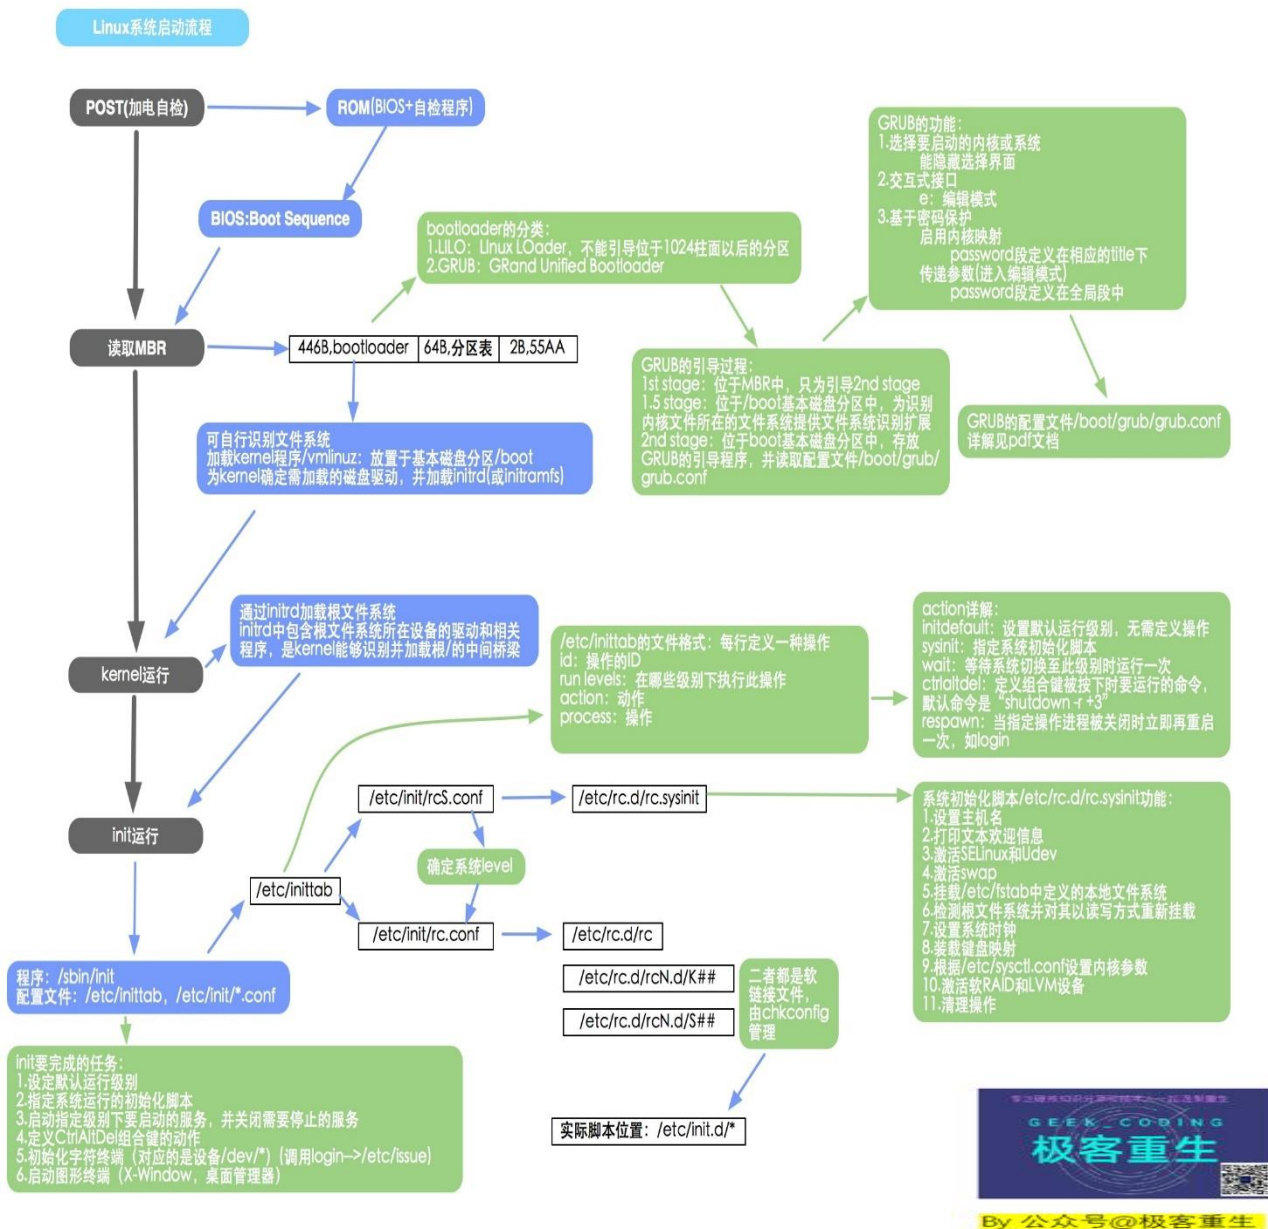 Linux系统启动流程
POST(加电自检)
ROM(BIOS+自检程序)
BIOS:Boot Sequence
读取MBR
446B,bootloader
64B,分区表
2B,55AA
bootloader的分类：
1.LILO：LInux LOader，不能引导位于1024柱面以后的分区
2.GRUB：GRand Unified Bootloader
GRUB的功能：
1.选择要启动的内核或系统
能隐藏选择界面
2.交互式接口
e：编辑模式
3.基于密码保护
启用内核映射
password段定义在相应的title下
传递参数(进入编辑模式)
password段定义在全局段中
GRUB的引导过程：
1st stage：位于MBR中，只为引导2nd stage
1.5 stage：位于/boot基本磁盘分区中，为识别
内核文件所在的文件系统提供文件系统识别扩展
2nd stage：位于boot基本磁盘分区中，存放
GRUB的引导程序，并读取配置文件/boot/grub/
grub.conf
GRUB的配置文件/boot/grub/grub.conf
详解见pdf文档
可自行识别文件系统
加载kernel程序/vmlinuz：放置于基本磁盘分区/boot
为kernel确定需加载的磁盘驱动，并加载initrd(或initramfs)
kernel运行
通过initrd加载根文件系统
initrd中包含根文件系统所在设备的驱动和相关
程序，是kernel能够识别并加载根/的中间桥梁
/etc/inittab的文件格式：每行定义一种操作
id：操作的ID
run levels：在哪些级别下执行此操作
action：动作
process：操作
action详解：
initdefault：设置默认运行级别，无需定义操作
sysinit：指定系统初始化脚本
wait：等待系统切换至此级别时运行一次
ctrlaltdel：定义组合键被按下时要运行的命令，
默认命令是“shutdown -r +3”
respawn：当指定操作进程被关闭时立即再重启
一次，如login
init运行
/etc/inittab
/etc/init/rcS.conf
确定系统level
/etc/init/rc.conf
/etc/rc.d/rc.sysinit
/etc/rc.d/rc
/etc/rc.d/rcN.d/K##
/etc/rc.d/rcN.d/S##
二者都是软
链接文件，
由chkconfig
管理
实际脚本位置：/etc/init.d/*
系统初始化脚本/etc/rc.d/rc.sysinit功能：
1.设置主机名
2.打印文本欢迎信息
3.激活SELinux和Udev
4.激活swap
5.挂载/etc/fstab中定义的本地文件系统
6.检测根文件系统并对其以读写方式重新挂载
7.设置系统时钟
8.装载键盘映射
9.根据/etc/sysctl.conf设置内核参数
10.激活软RAID和LVM设备
11.清理操作
程序：/sbin/init
配置文件：/etc/inittab，/etc/init/*.conf
init要完成的任务：
1.设定默认运行级别
2.指定系统运行的初始化脚本
3.启动指定级别下要启动的服务，并关闭需要停止的服务
4.定义CtrlAltDel组合键的动作
5.初始化字符终端（对应的是设备/dev/*）(调用login-->/etc/issue)
6.启动图形终端（X-Window，桌面管理器）
GEEK_CODING
极客重生
By 公众号@极客重生